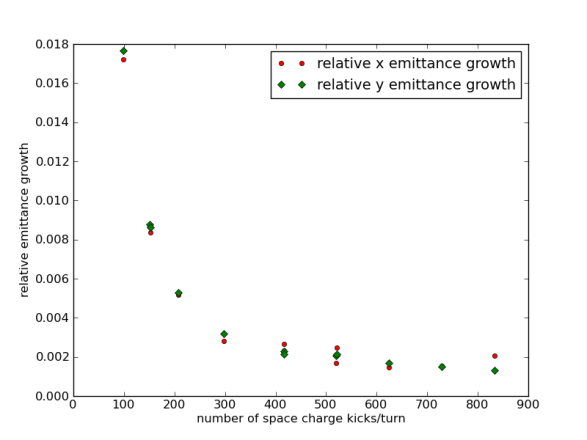 0.018
0.016
0.014
0.012
0.010
0.008
0.006
0.004
0.002
0.000
relative emittance growth
relative x emittance growth
relative y emittance growth
0 100 200 300 400 500 600 700 800 900
number of space charge kicks/turn